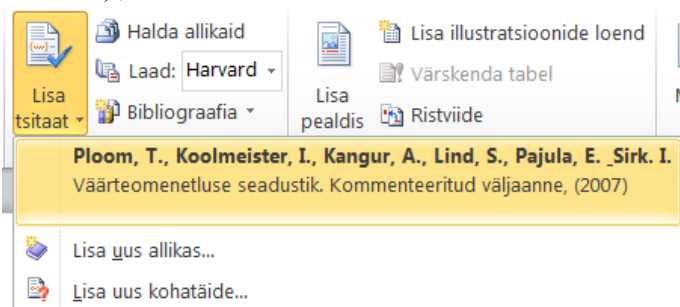 Lisa tsitaat
Halda allikaid
Laad: Harvard
Bibliograafia
Lisa pealdis
Lisa illustratsioonide loend
Värskenda tabel
Ristviide
Ploom, T., Koolmeister, I., Kangur, A., Lind, S., Pajula, E. _Sirk. I.
Väärteomenetluse seadustik. Kommenteeritud väljaanne, (2007)
Lisa uus allikas...
Lisa uus kohatäide...